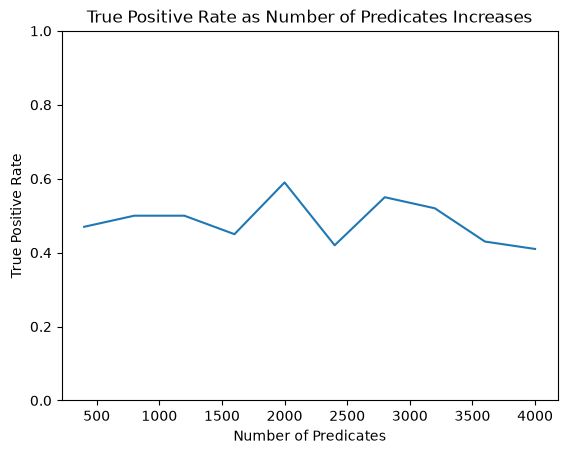 True Positive Rate as Number of Predicates Increases
1.0
0.8
0.6
0.4
0.2
0.0
True Positive Rate
500 1000 1500 2000 2500 3000 3500 4000
Number of Predicates